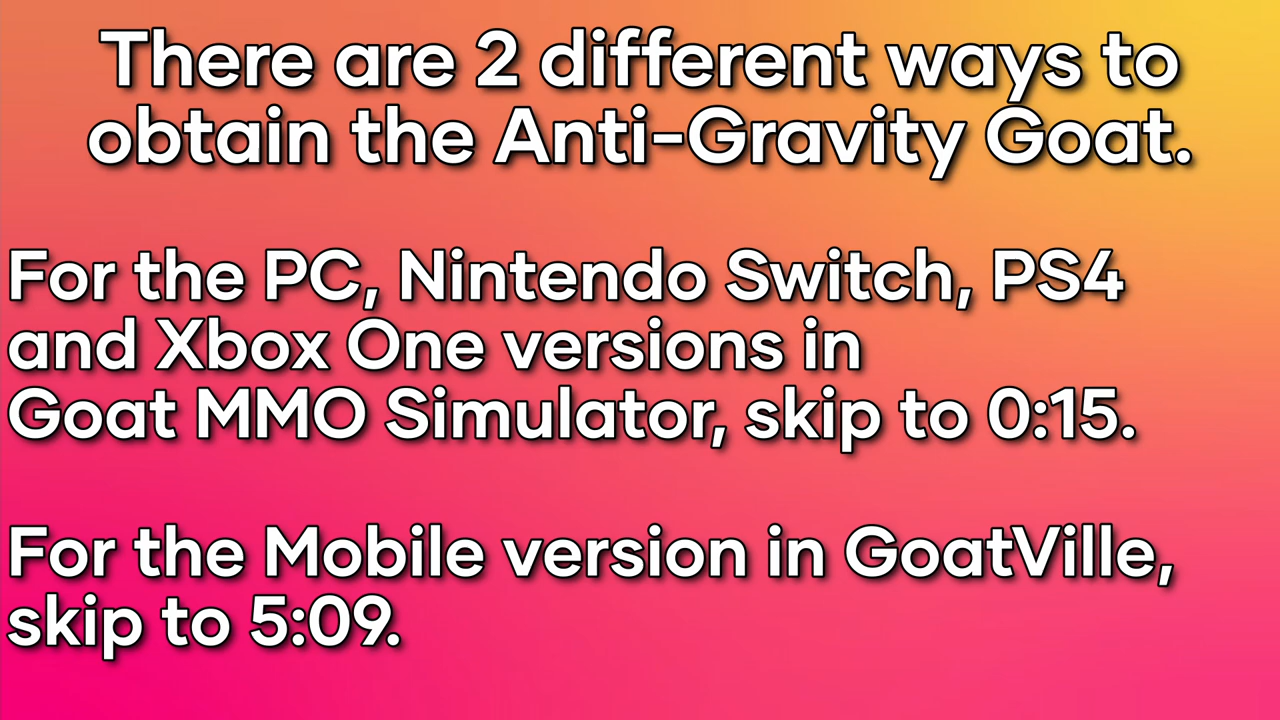 There are 2 different ways to
obtain the Anti-Gravity Goat.
For the PC, Nintendo Switch, PS4
and Xbox One versions in
Goat MMO Simulator, skip to 0:15.
For the Mobile version in GoatVille,
skip to 5:09.